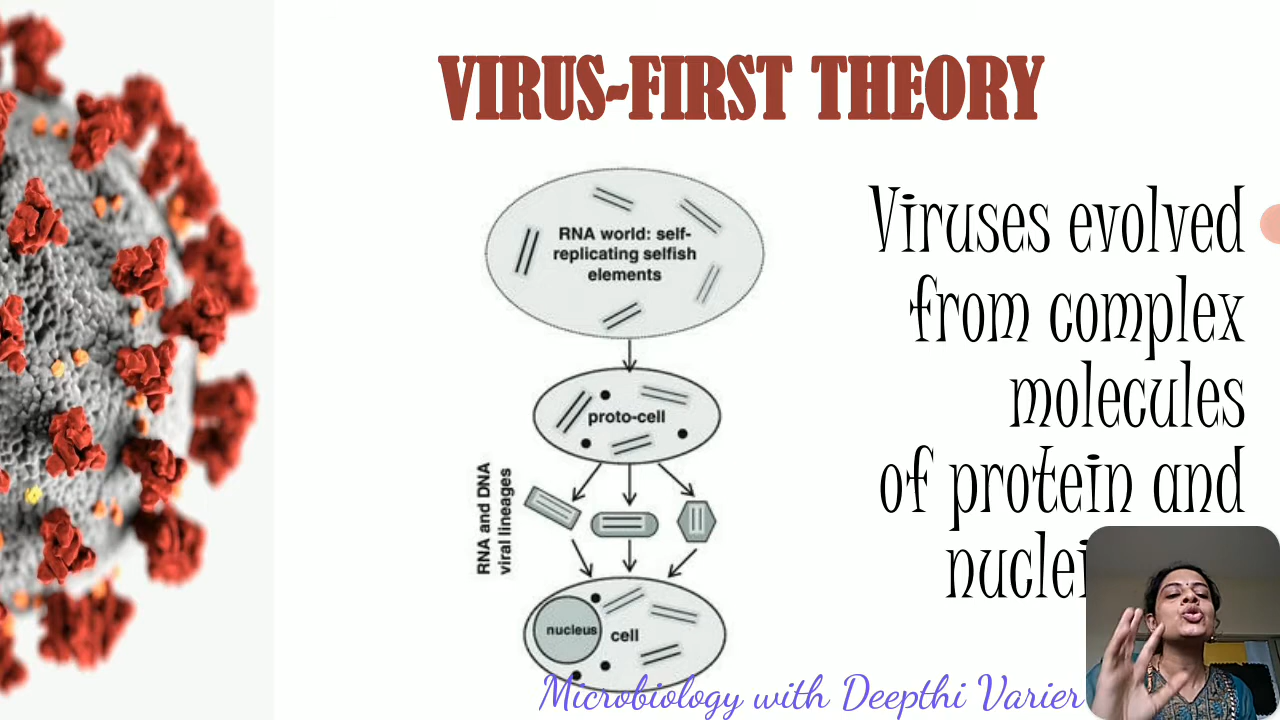 VIRUS-FIRST THEORY
RNA world: self-
replicating selfish
elements
proto-cell
RNA and DNA
viral lineages
nucleus
cell
Viruses evolved
from complex
molecules
of protein and
Microbiology with Deepthi Varier